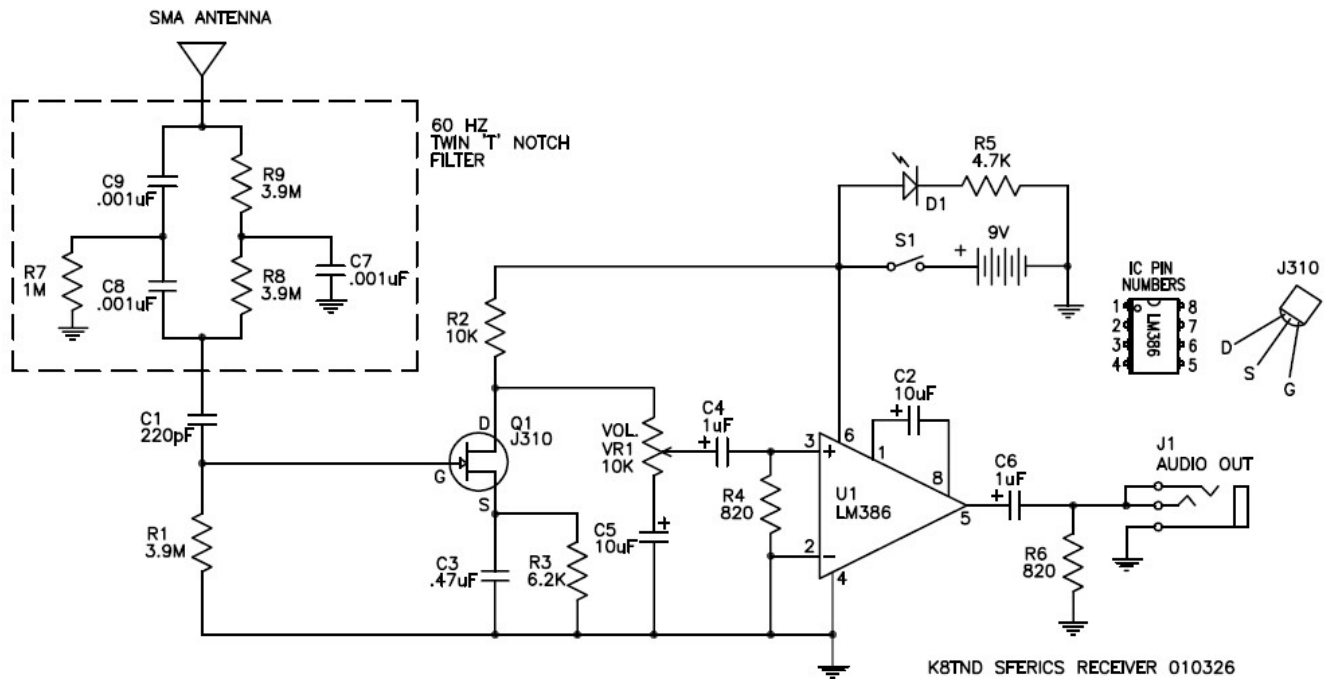 SMA ANTENNA
60 HZ
TWIN 'T' NOTCH
FILTER
C9
.001uF
R9
3.9M
R7
1M
C8
.001uF
R8
3.9M
C7
.001uF
C1
220pF
R1
3.9M
R2
10K
D
Q1
J310
G
S
C3
.47uF
R3
6.2K
VOL.
VR1
10K
C5
10uF
+
C4
1uF
+
R4
820
R5
4.7K
D1
S1
+
9V
3
+
6
1
C2
10uF
+
8
U1
LM386
2
-
4
5
C6
1uF
+
R6
820
J1
AUDIO OUT
IC PIN
NUMBERS
1
2
3
4
LM386
8
7
6
5
J310
D
S
G
K8TND SFERICS RECEIVER 010326